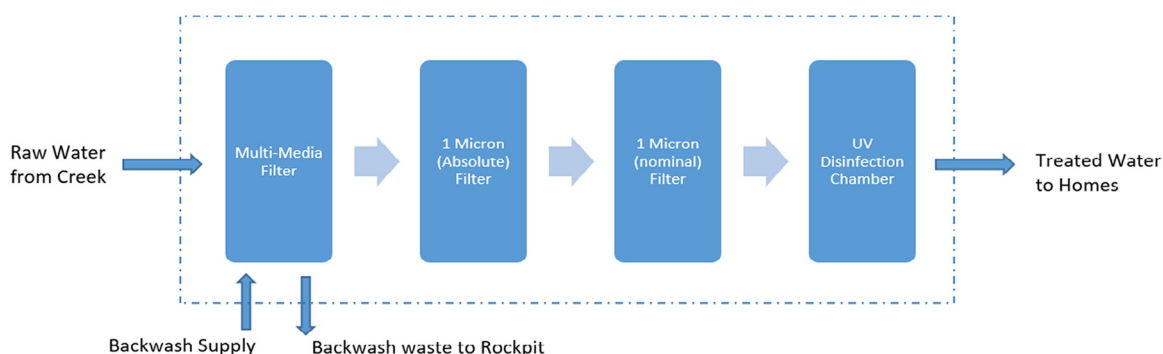 Raw Water
from Creek
Multi-Media
Filter
1 Micron
(Absolute)
Filter
1 Micron
(nominal)
Filter
UV
Disinfection
Chamber
Treated Water
to Homes
Backwash Supply
Backwash waste to Rockpit